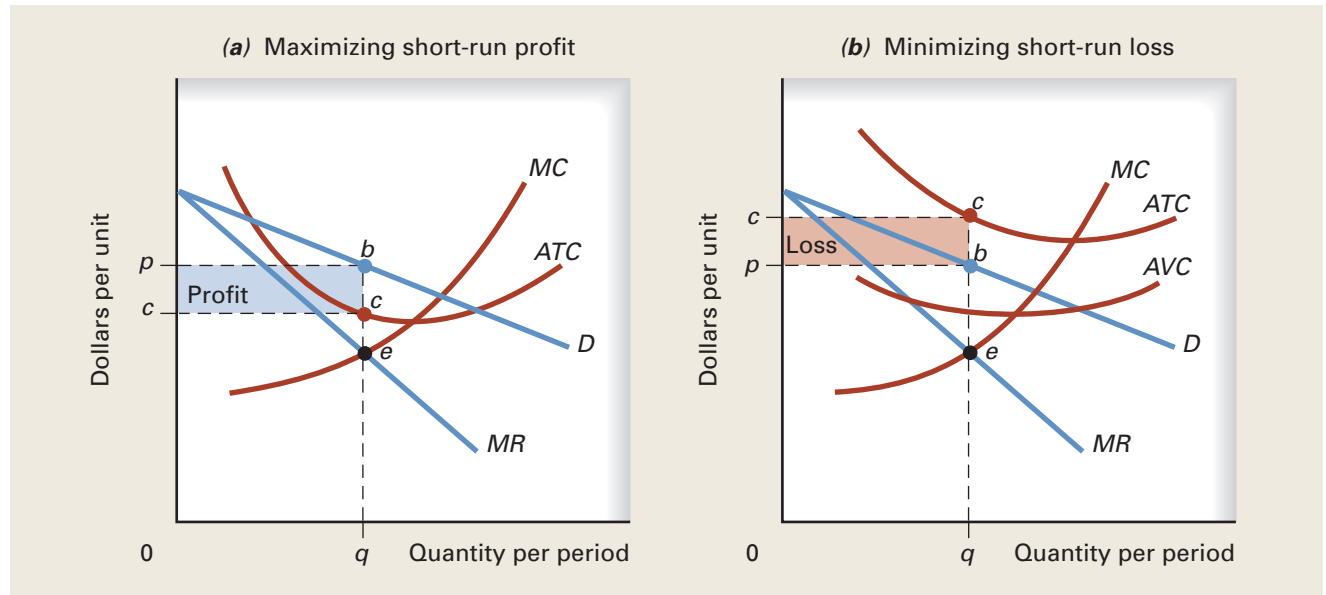 (a) Maximizing short-run profit
Dollars per unit
p
c
Profit
b
c
e
MC
ATC
D
MR
0
q
Quantity per period
(b) Minimizing short-run loss
Dollars per unit
c
p
Loss
c
b
e
MC
ATC
AVC
D
MR
0
q
Quantity per period